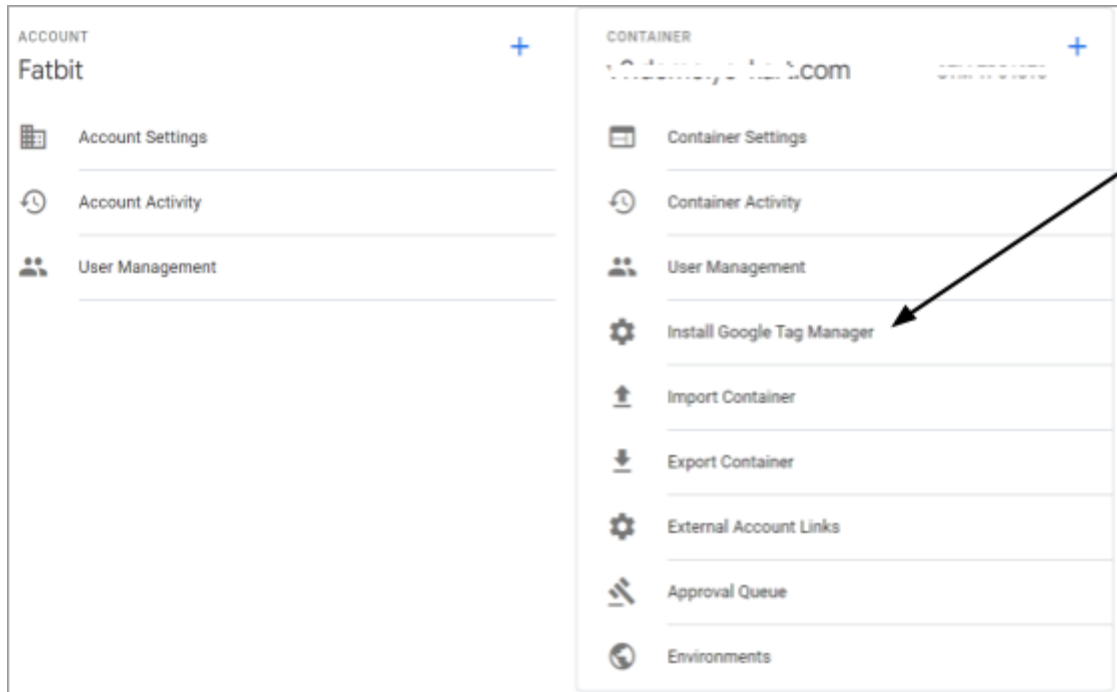 ACCOUNT
Fatbit
Account Settings
Account Activity
User Management
CONTAINER
.com
Container Settings
Container Activity
User Management
Install Google Tag Manager
Import Container
Export Container
External Account Links
Approval Queue
Environments